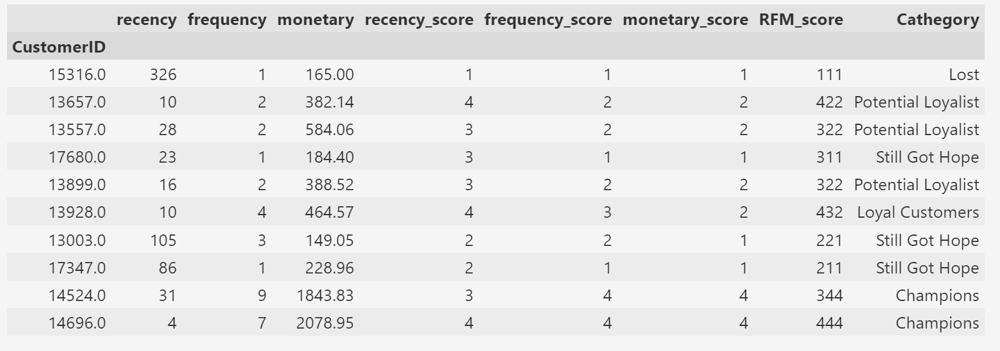 recency frequency monetary recency_score frequency_score monetary_score RFM_score Cathegory
CustomerID
15316.0 326 1 165.00 1 1 1 111 Lost
13657.0 10 2 382.14 4 2 2 422 Potential Loyalist
13557.0 28 2 584.06 3 2 2 322 Potential Loyalist
17680.0 23 1 184.40 3 1 1 311 Still Got Hope
13899.0 16 2 388.52 3 2 2 322 Potential Loyalist
13928.0 10 4 464.57 4 3 2 432 Loyal Customers
13003.0 105 3 149.05 2 2 1 221 Still Got Hope
17347.0 86 1 228.96 2 1 1 211 Still Got Hope
14524.0 31 9 1843.83 3 4 4 344 Champions
14696.0 4 7 2078.95 4 4 4 444 Champions